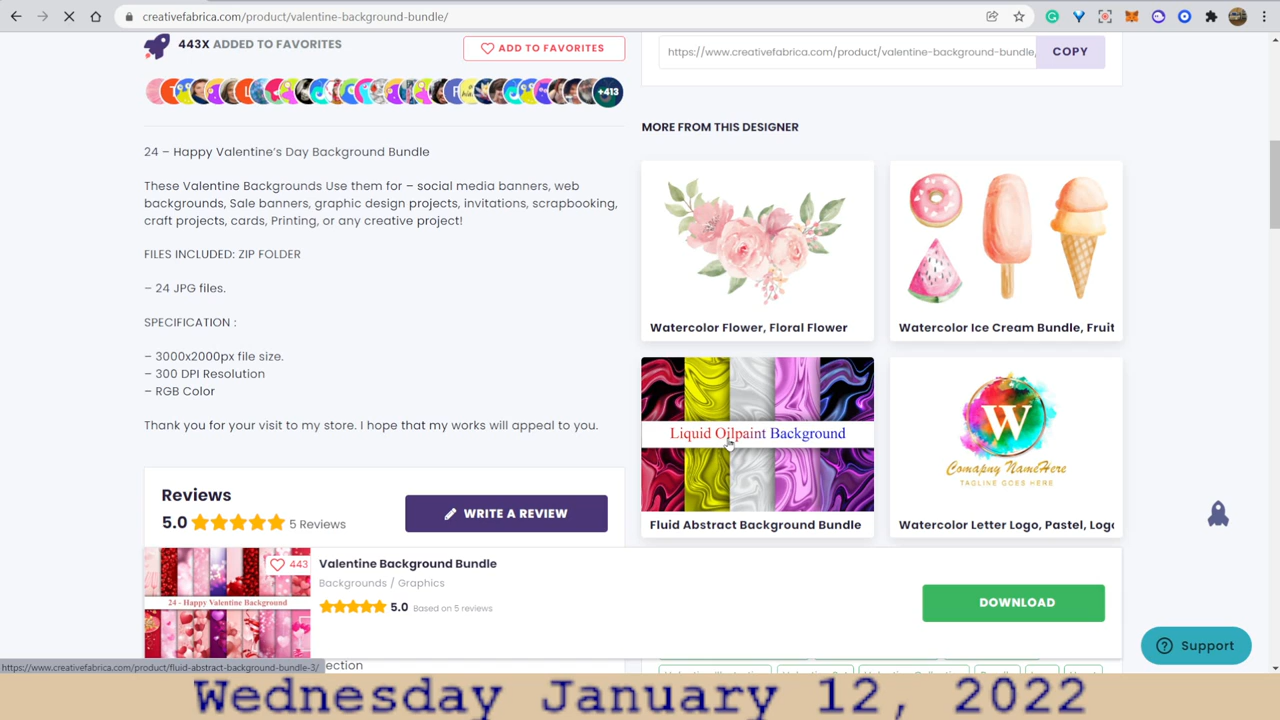 creativefabrica.com/product/valentine-background-bundle/
443X ADDED TO FAVORITES
ADD TO FAVORITES
+413
24 – Happy Valentine's Day Background Bundle
These Valentine Backgrounds Use them for – social media banners, web
backgrounds, Sale banners, graphic design projects, invitations, scrapbooking,
craft projects, cards, Printing, or any creative project!
FILES INCLUDED: ZIP FOLDER
– 24 JPG files.
SPECIFICATION :
– 3000x2000px file size.
– 300 DPI Resolution
– RGB Color
Thank you for your visit to my store. I hope that my works will appeal to you.
Reviews
5.0 5 Reviews
WRITE A REVIEW
https://www.creativefabrica.com/product/valentine-background-bundle,
COPY
MORE FROM THIS DESIGNER
Watercolor Flower, Floral Flower
Watercolor Ice Cream Bundle, Fruit
Liquid Oilpaint Background
Fluid Abstract Background Bundle
W
Comapny NameHere
TAGLINE GOES HERE
Watercolor Letter Logo, Pastel, Logo
443
24 - Happy Valentine Background
Valentine Background Bundle
Backgrounds / Graphics
5.0 Based on 5 reviews
DOWNLOAD
Support
https://www.creativefabrica.com/product/fluid-abstract-background-bundle-3/
ection
Wednesday January 12, 2022